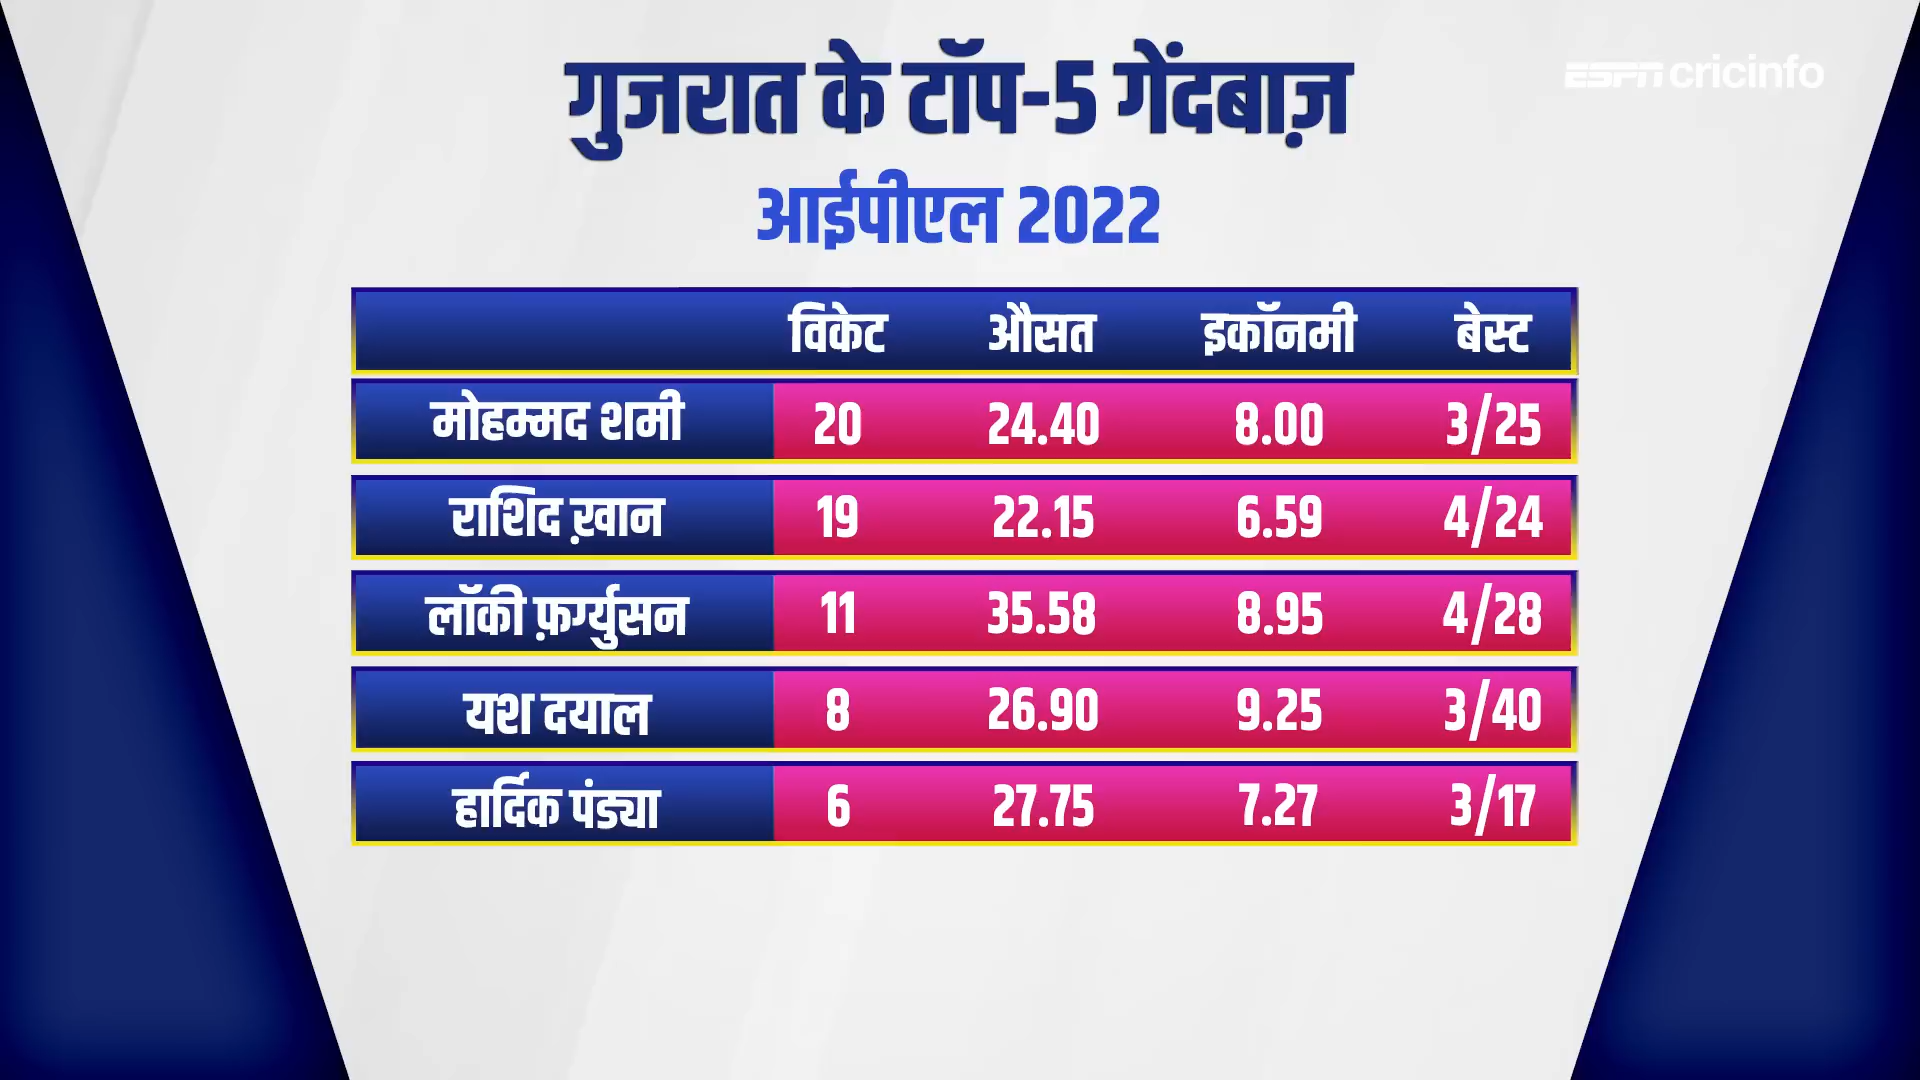 गुजरात के टॉप-5 गेंदबाज़
ESPN cricinfo
आईपीएल 2022
विकेट औसत इकॉनमी बेस्ट
मोहम्मद शमी 20 24.40 8.00 3/25
राशिद ख़ान 19 22.15 6.59 4/24
लॉकी फ़र्ग्युसन 11 35.58 8.95 4/28
यश दयाल 8 26.90 9.25 3/40
हार्दिक पंड्या 6 27.75 7.27 3/17